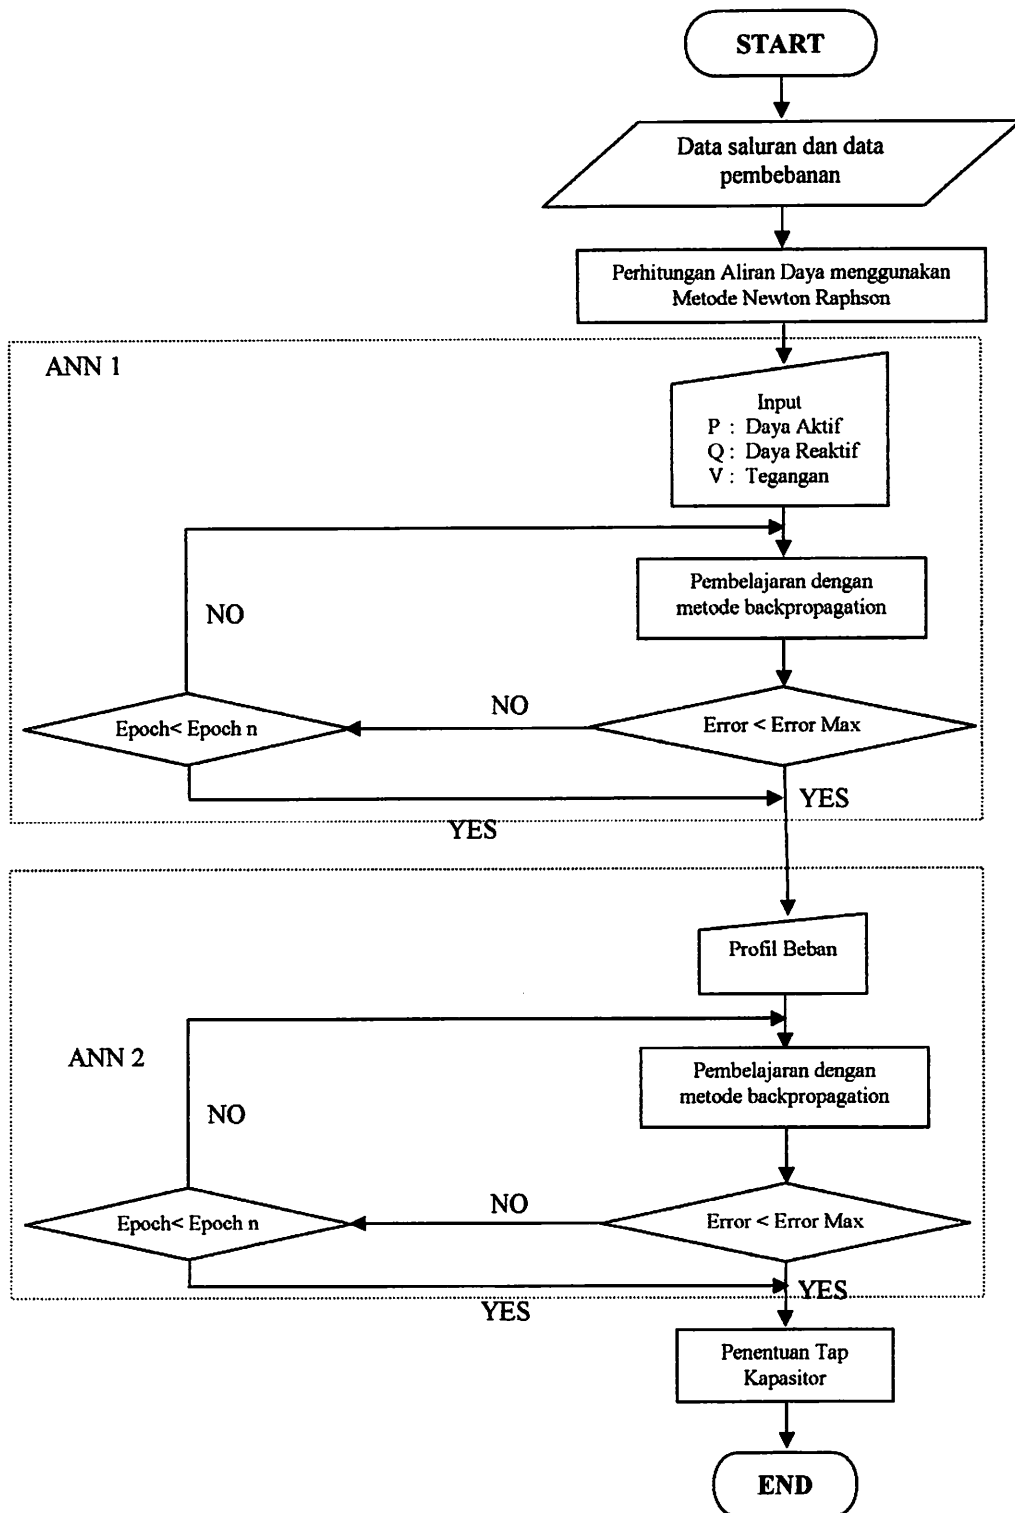 START
Data saluran dan data
pembebanan
Perhitungan Aliran Daya menggunakan
Metode Newton Raphson
ANN 1
Input
P : Daya Aktif
Q : Daya Reaktif
V : Tegangan
Pembelajaran dengan
metode backpropagation
NO
NO
Epoch< Epoch n
Error < Error Max
YES
YES
Profil Beban
ANN 2
Pembelajaran dengan
metode backpropagation
NO
NO
Epoch< Epoch n
Error < Error Max
YES
YES
Penentuan Tap
Kapasitor
END